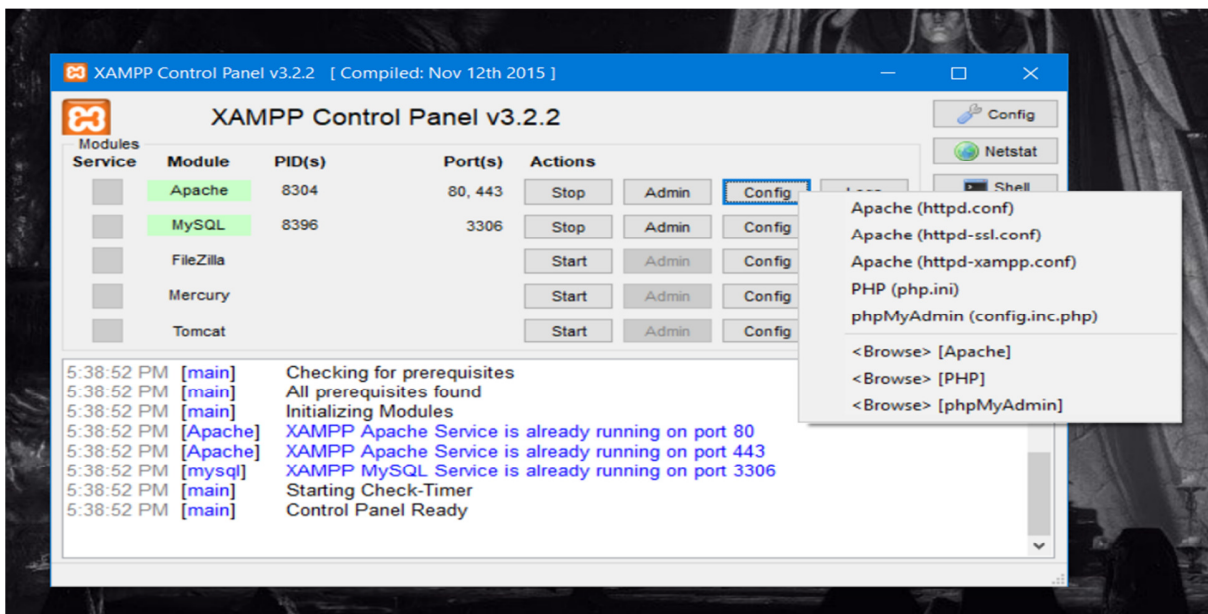 XAMPP Control Panel v3.2.2 [ Compiled: Nov 12th 2015 ]
XAMPP Control Panel v3.2.2
Config
Netstat
Shell
Modules
Service Module PID(s) Port(s) Actions
Apache 8304 80, 443 Stop Admin Config
MySQL 8396 3306 Stop Admin Config
FileZilla Start Admin Config
Mercury Start Admin Config
Tomcat Start Admin Config
Apache (httpd.conf)
Apache (httpd-ssl.conf)
Apache (httpd-xampp.conf)
PHP (php.ini)
phpMyAdmin (config.inc.php)
<Browse> [Apache]
<Browse> [PHP]
<Browse> [phpMyAdmin]
5:38:52 PM [main] Checking for prerequisites
5:38:52 PM [main] All prerequisites found
5:38:52 PM [main] Initializing Modules
5:38:52 PM [Apache] XAMPP Apache Service is already running on port 80
5:38:52 PM [Apache] XAMPP Apache Service is already running on port 443
5:38:52 PM [mysql] XAMPP MySQL Service is already running on port 3306
5:38:52 PM [main] Starting Check-Timer
5:38:52 PM [main] Control Panel Ready